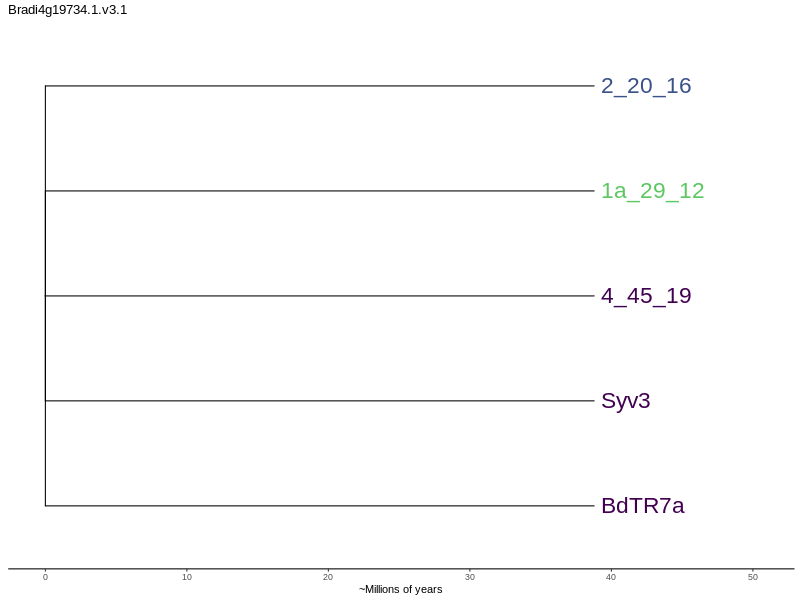 Bradi4g19734.1.v3.1
2_20_16
1a_29_12
4_45_19
Syv3
BdTR7a
0 10 20 30 40 50
~Millions of years